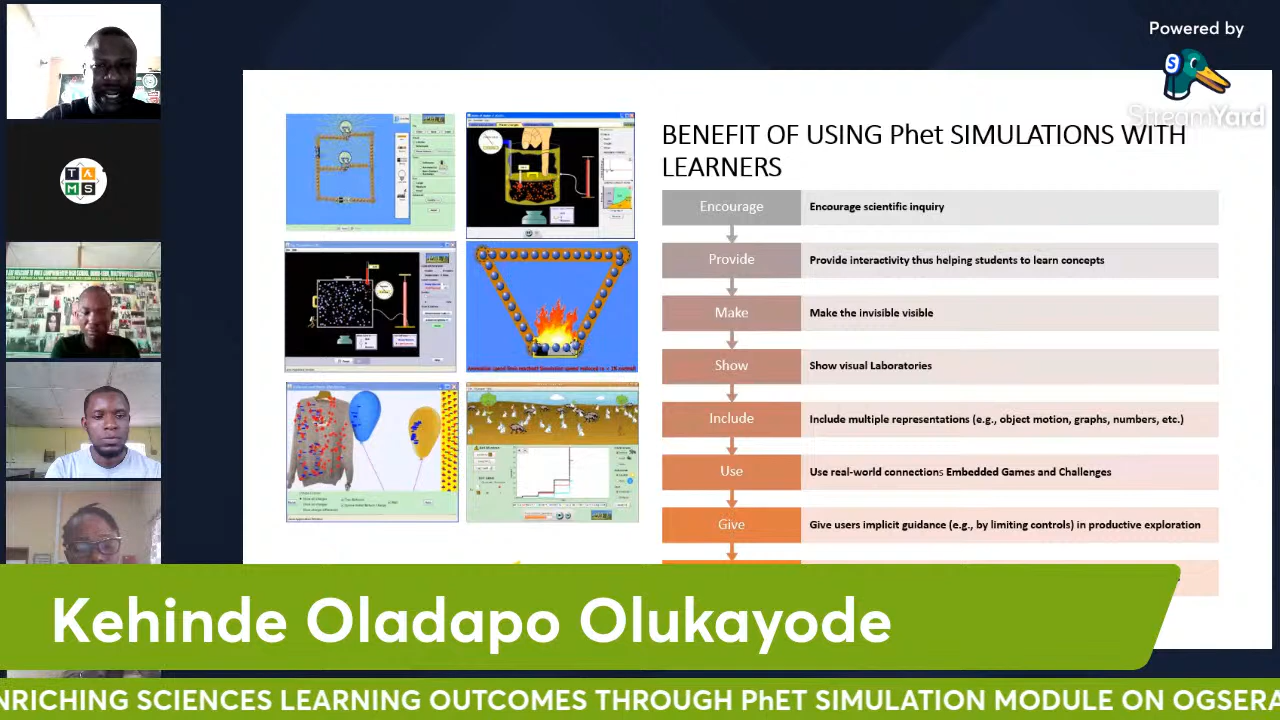 Powered by
StreamYard
TA
MS
BENEFIT OF USING Phet SIMULATIONS WITH
LEARNERS
Encourage
Encourage scientific inquiry
Provide
Provide interactivity thus helping students to learn concepts
Make
Make the invisible visible
Show
Show visual Laboratories
Include
Include multiple representations (e.g., object motion, graphs, numbers, etc.)
Use
Use real-world connections Embedded Games and Challenges
Give
Give users implicit guidance (e.g., by limiting controls) in productive exploration
Kehinde Oladapo Olukayode
NRICHING SCIENCES LEARNING OUTCOMES THROUGH PhET SIMULATION MODULE ON OGSERA